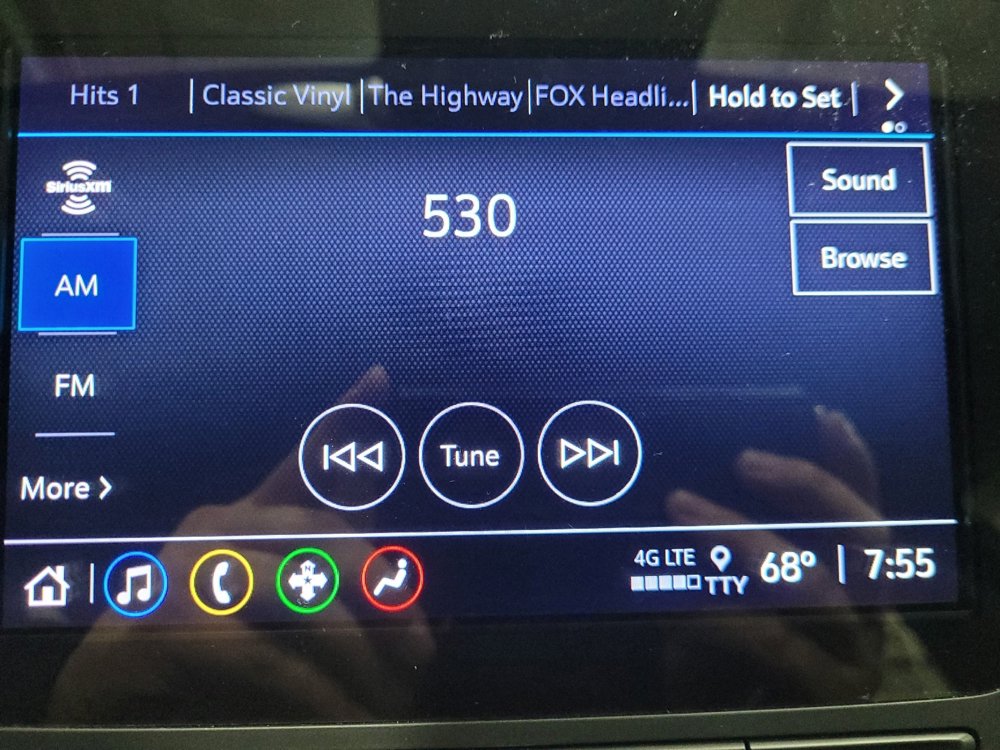 Hits 1 | Classic Vinyl | The Highway | FOX Headli... | Hold to Set |
SiriusXM
530
Sound
AM
Browse
FM
Tune
More
N
4G LTE
TTY
68° | 7:55